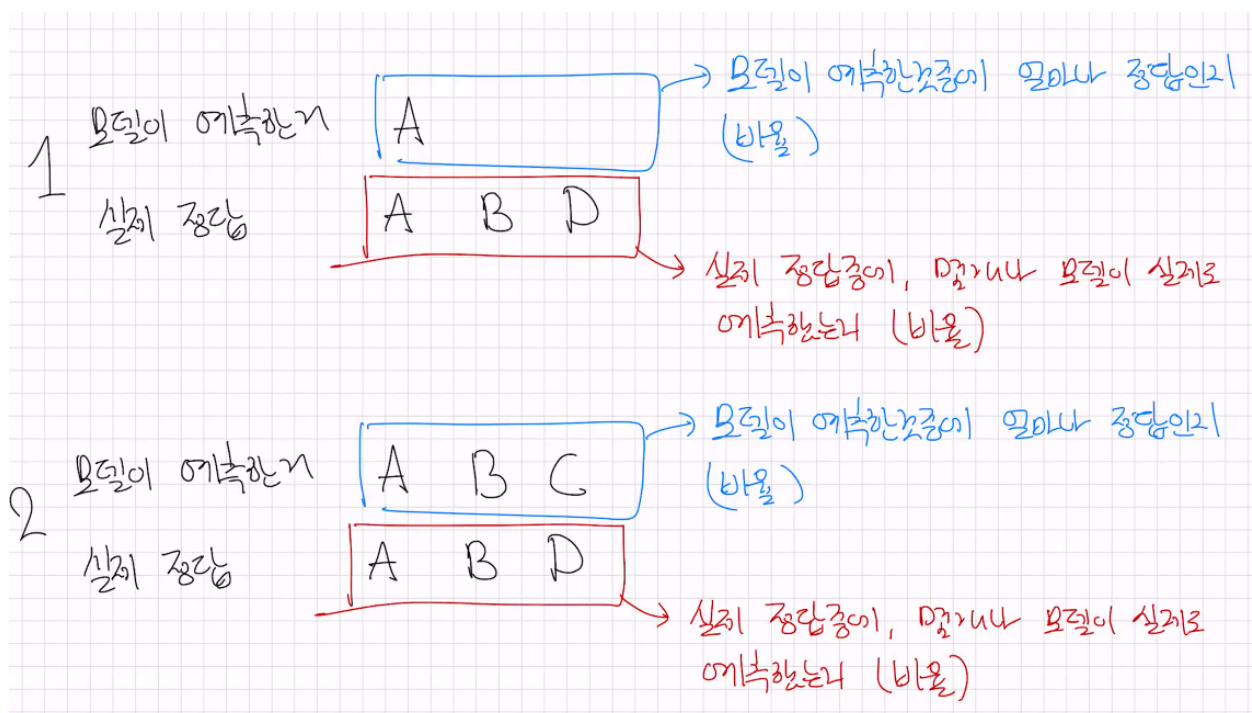 모델이 예측한것중에 얼마나 정답인지
(비율)
1 모델이 예측한거 A
실제 정답 A B D
실제 정답중에, 몇개나 모델이 실제로
예측했는지 (비율)
모델이 예측한것중에 얼마나 정답인지
(비율)
2 모델이 예측한거 A B C
실제 정답 A B D
실제 정답중에, 몇개나 모델이 실제로
예측했는지 (비율)